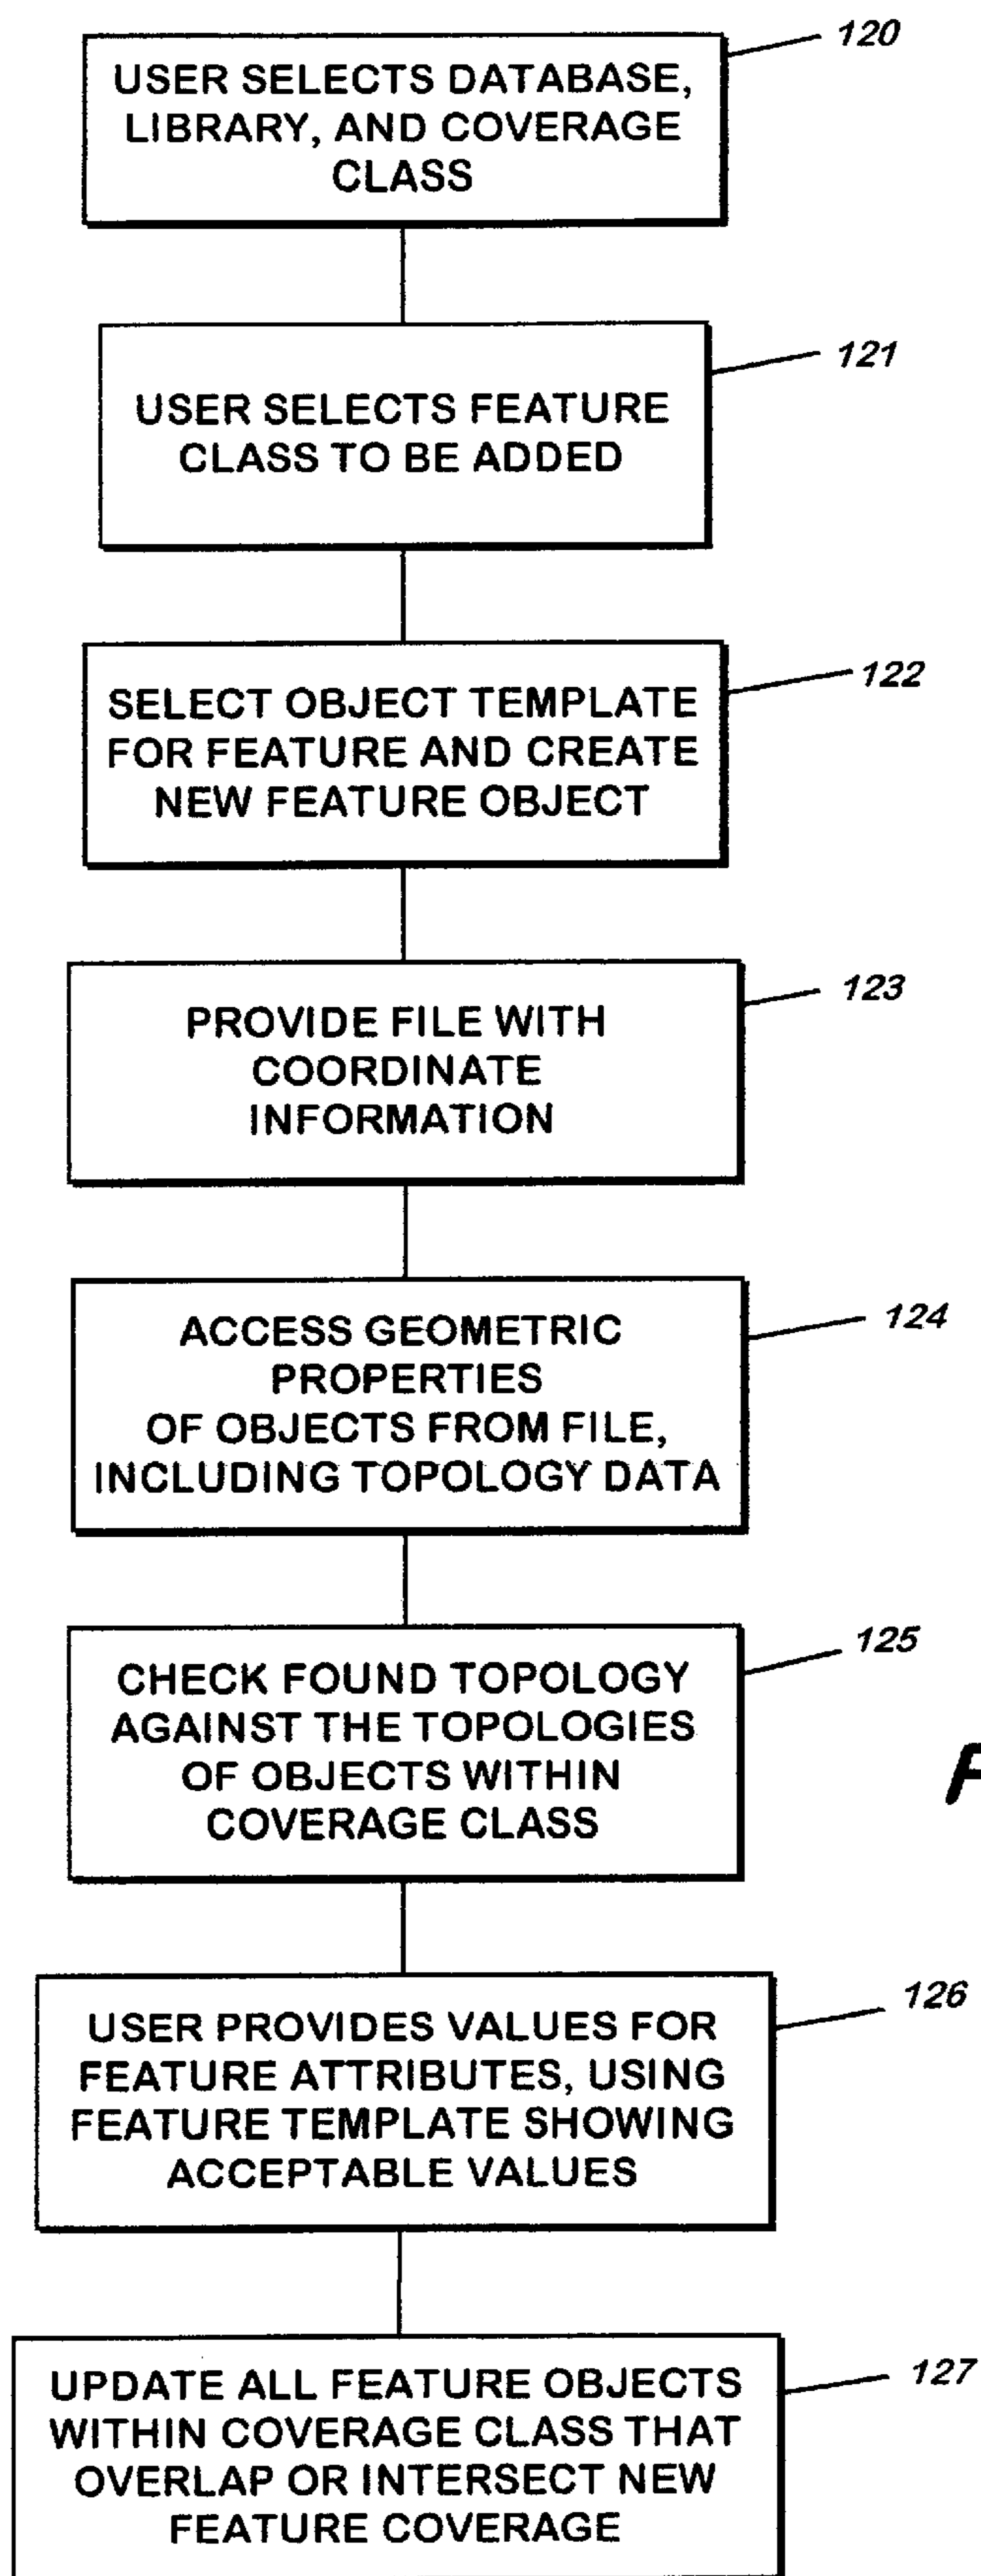 120
USER SELECTS DATABASE,
LIBRARY, AND COVERAGE
CLASS
121
USER SELECTS FEATURE
CLASS TO BE ADDED
122
SELECT OBJECT TEMPLATE
FOR FEATURE AND CREATE
NEW FEATURE OBJECT
123
PROVIDE FILE WITH
COORDINATE
INFORMATION
124
ACCESS GEOMETRIC
PROPERTIES
OF OBJECTS FROM FILE,
INCLUDING TOPOLOGY DATA
125
CHECK FOUND TOPOLOGY
AGAINST THE TOPOLOGIES
OF OBJECTS WITHIN
COVERAGE CLASS
F
126
USER PROVIDES VALUES FOR
FEATURE ATTRIBUTES, USING
FEATURE TEMPLATE SHOWING
ACCEPTABLE VALUES
127
UPDATE ALL FEATURE OBJECTS
WITHIN COVERAGE CLASS THAT
OVERLAP OR INTERSECT NEW
FEATURE COVERAGE